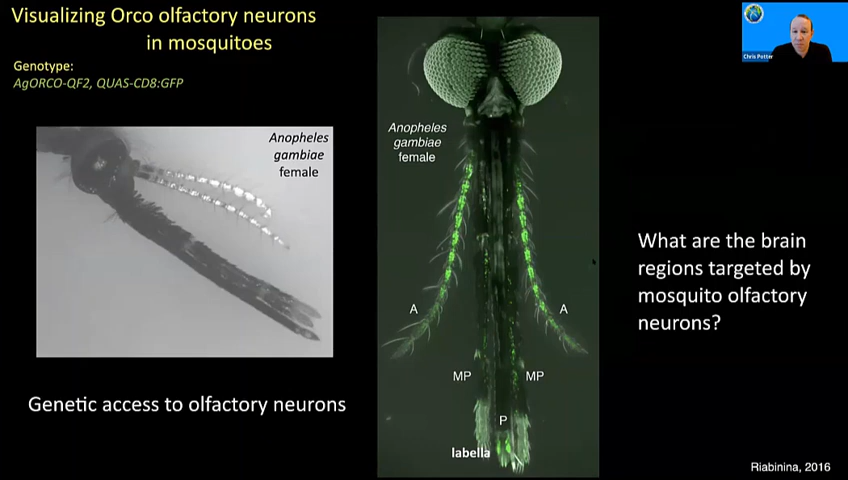 Visualizing Orco olfactory neurons
in mosquitoes
Genotype:
AgORCO-QF2, QUAS-CD8:GFP
Anopheles
gambiae
female
Genetic access to olfactory neurons
Anopheles
gambiae
female
A
A
MP
MP
P
labella
Chris Potter
What are the brain
regions targeted by
mosquito olfactory
neurons?
Riabinina, 2016